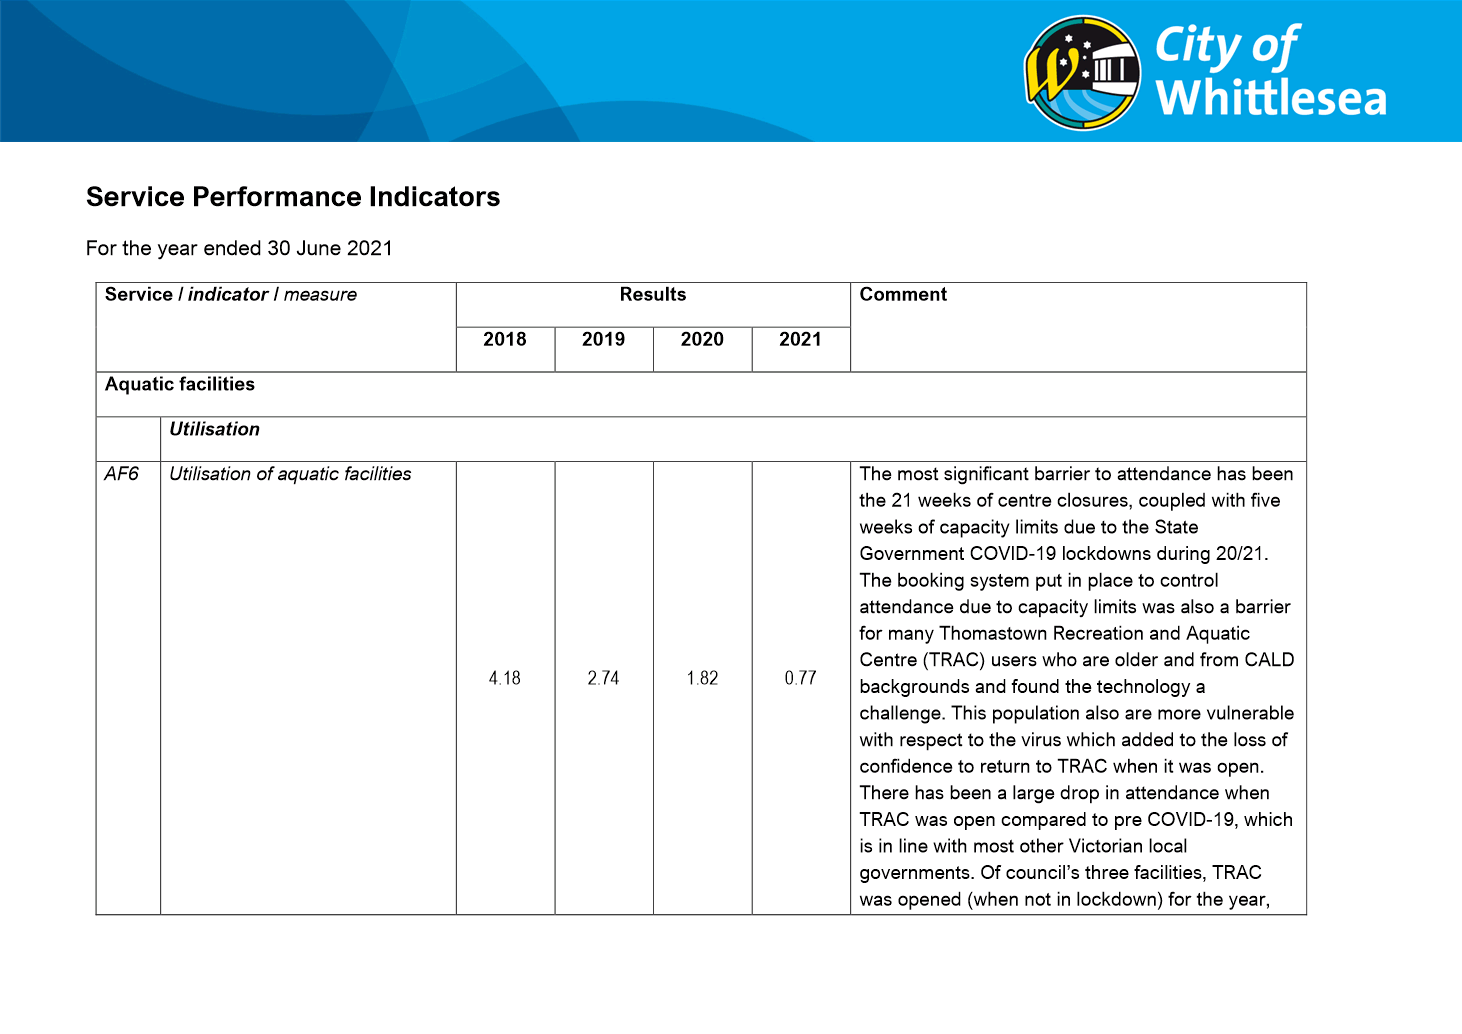 City of
Whittlesea
Service Performance Indicators
For the year ended 30 June 2021
Service / indicator / measure
Results
Comment
2018 2019 2020 2021
Aquatic facilities
Utilisation
AF6 Utilisation of aquatic facilities
4.18 2.74 1.82 0.77
The most significant barrier to attendance has been
the 21 weeks of centre closures, coupled with five
weeks of capacity limits due to the State
Government COVID-19 lockdowns during 20/21.
The booking system put in place to control
attendance due to capacity limits was also a barrier
for many Thomastown Recreation and Aquatic
Centre (TRAC) users who are older and from CALD
backgrounds and found the technology a
challenge. This population also are more vulnerable
with respect to the virus which added to the loss of
confidence to return to TRAC when it was open.
There has been a large drop in attendance when
TRAC was open compared to pre COVID-19, which
is in line with most other Victorian local
governments. Of council’s three facilities, TRAC
was opened (when not in lockdown) for the year,